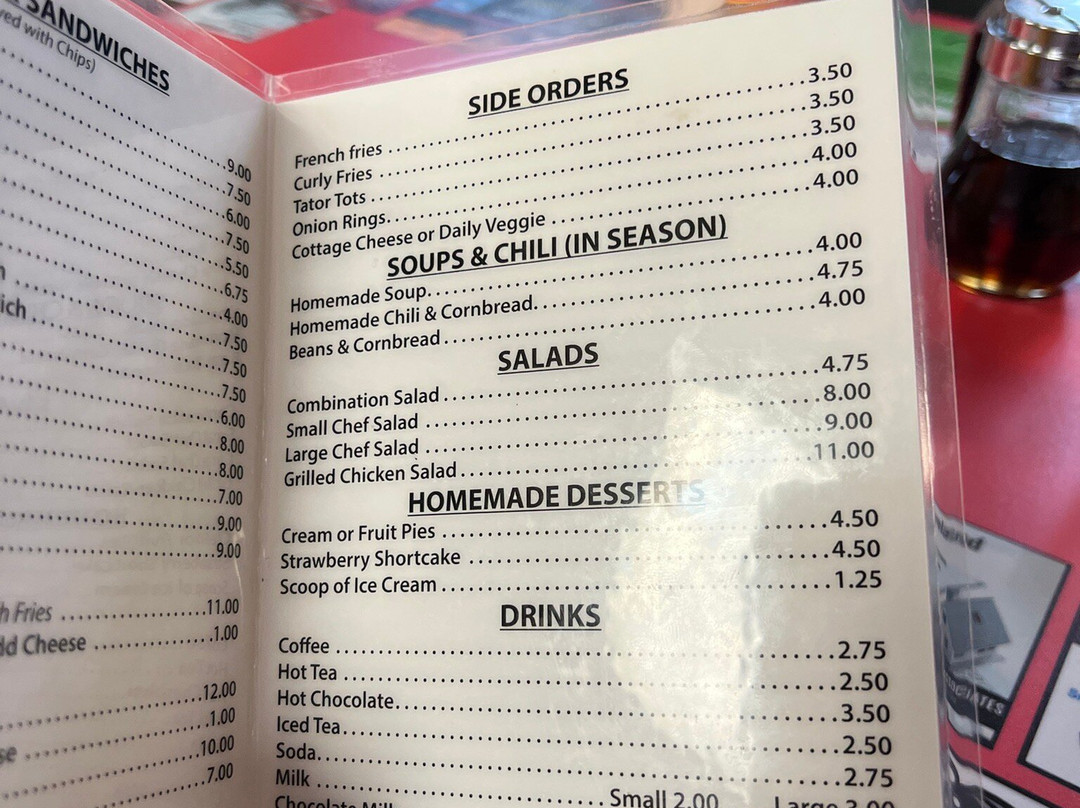 SANDWICHES
with Chips)
9.00
7.50
6.00
7.50
5.50
6.75
4.00
7.50
7.50
7.50
6.00
8.00
8.00
7.00
9.00
9.00
Fries 11.00
Cheese 1.00
12.00
1.00
10.00
7.00
SIDE ORDERS
French fries 3.50
Curly Fries 3.50
Tator Tots 3.50
Onion Rings 4.00
Cottage Cheese or Daily Veggie 4.00
SOUPS & CHILI (IN SEASON)
Homemade Soup 4.00
Homemade Chili & Cornbread 4.75
Beans & Cornbread 4.00
SALADS
Combination Salad 4.75
Small Chef Salad 8.00
Large Chef Salad 9.00
Grilled Chicken Salad 11.00
HOMEMADE DESSERTS
Cream or Fruit Pies 4.50
Strawberry Shortcake 4.50
Scoop of Ice Cream 1.25
DRINKS
Coffee 2.75
Hot Tea 2.50
Hot Chocolate 3.50
Iced Tea 2.50
Soda 2.75
Milk Small 2.00 Large 3.00
Chocolate Milk